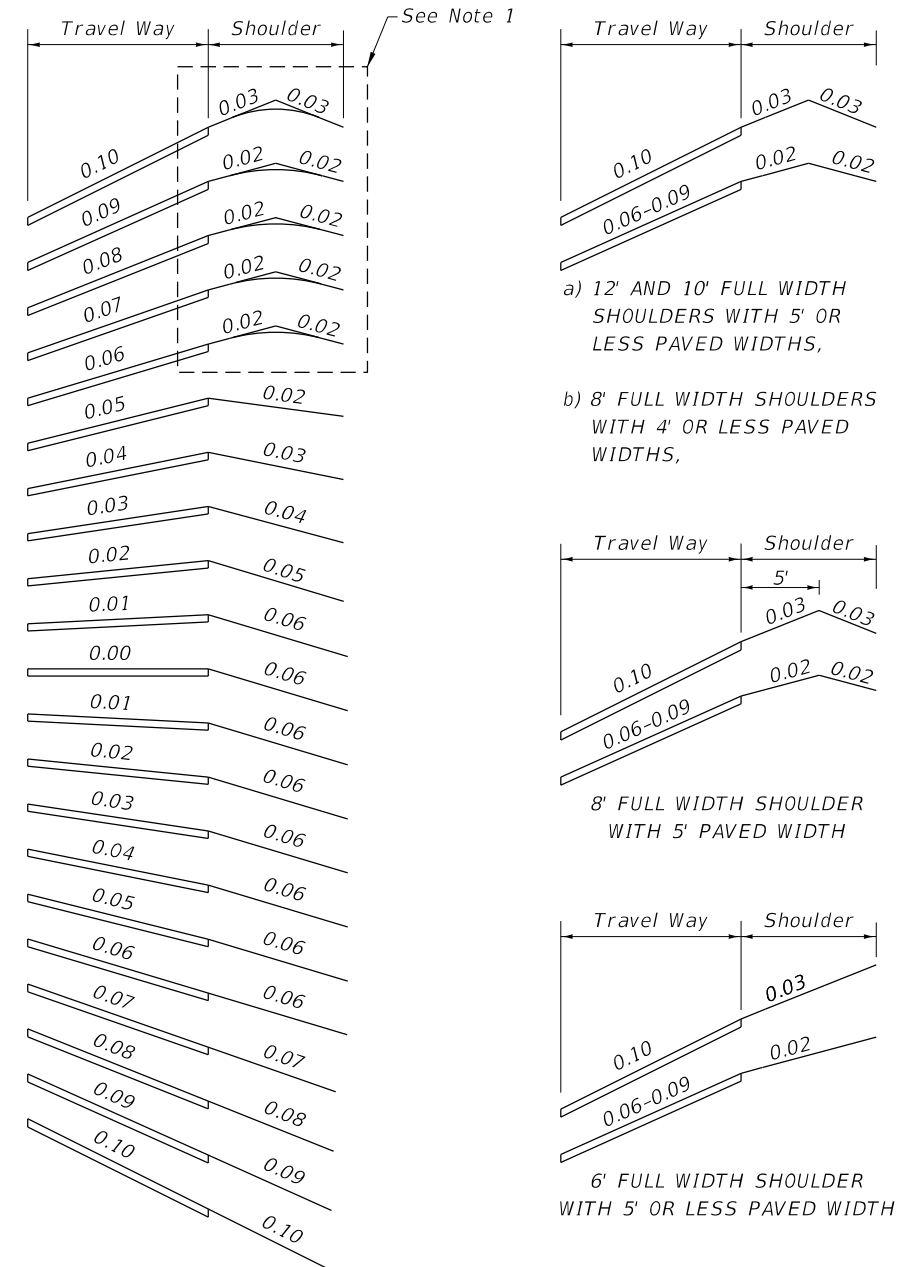 See Note 1
Travel Way Shoulder
0.10 0.03 0.03
0.09 0.02 0.02
0.08 0.02 0.02
0.07 0.02 0.02
0.06 0.02 0.02
0.05 0.02
0.04 0.03
0.03 0.04
0.02 0.05
0.01 0.06
0.00 0.06
0.01 0.06
0.02 0.06
0.03 0.06
0.04 0.06
0.05 0.06
0.06 0.06
0.07 0.07
0.08 0.08
0.09 0.09
0.10 0.10
Travel Way Shoulder
0.10 0.03 0.03
0.06-0.09 0.02 0.02
a) 12' AND 10' FULL WIDTH
SHOULDERS WITH 5' OR
LESS PAVED WIDTHS,
b) 8' FULL WIDTH SHOULDERS
WITH 4' OR LESS PAVED
WIDTHS,
Travel Way Shoulder
5'
0.10 0.03 0.03
0.06-0.09 0.02 0.02
8' FULL WIDTH SHOULDER
WITH 5' PAVED WIDTH
Travel Way Shoulder
0.10 0.03
0.06-0.09 0.02
6' FULL WIDTH SHOULDER
WITH 5' OR LESS PAVED WIDTH